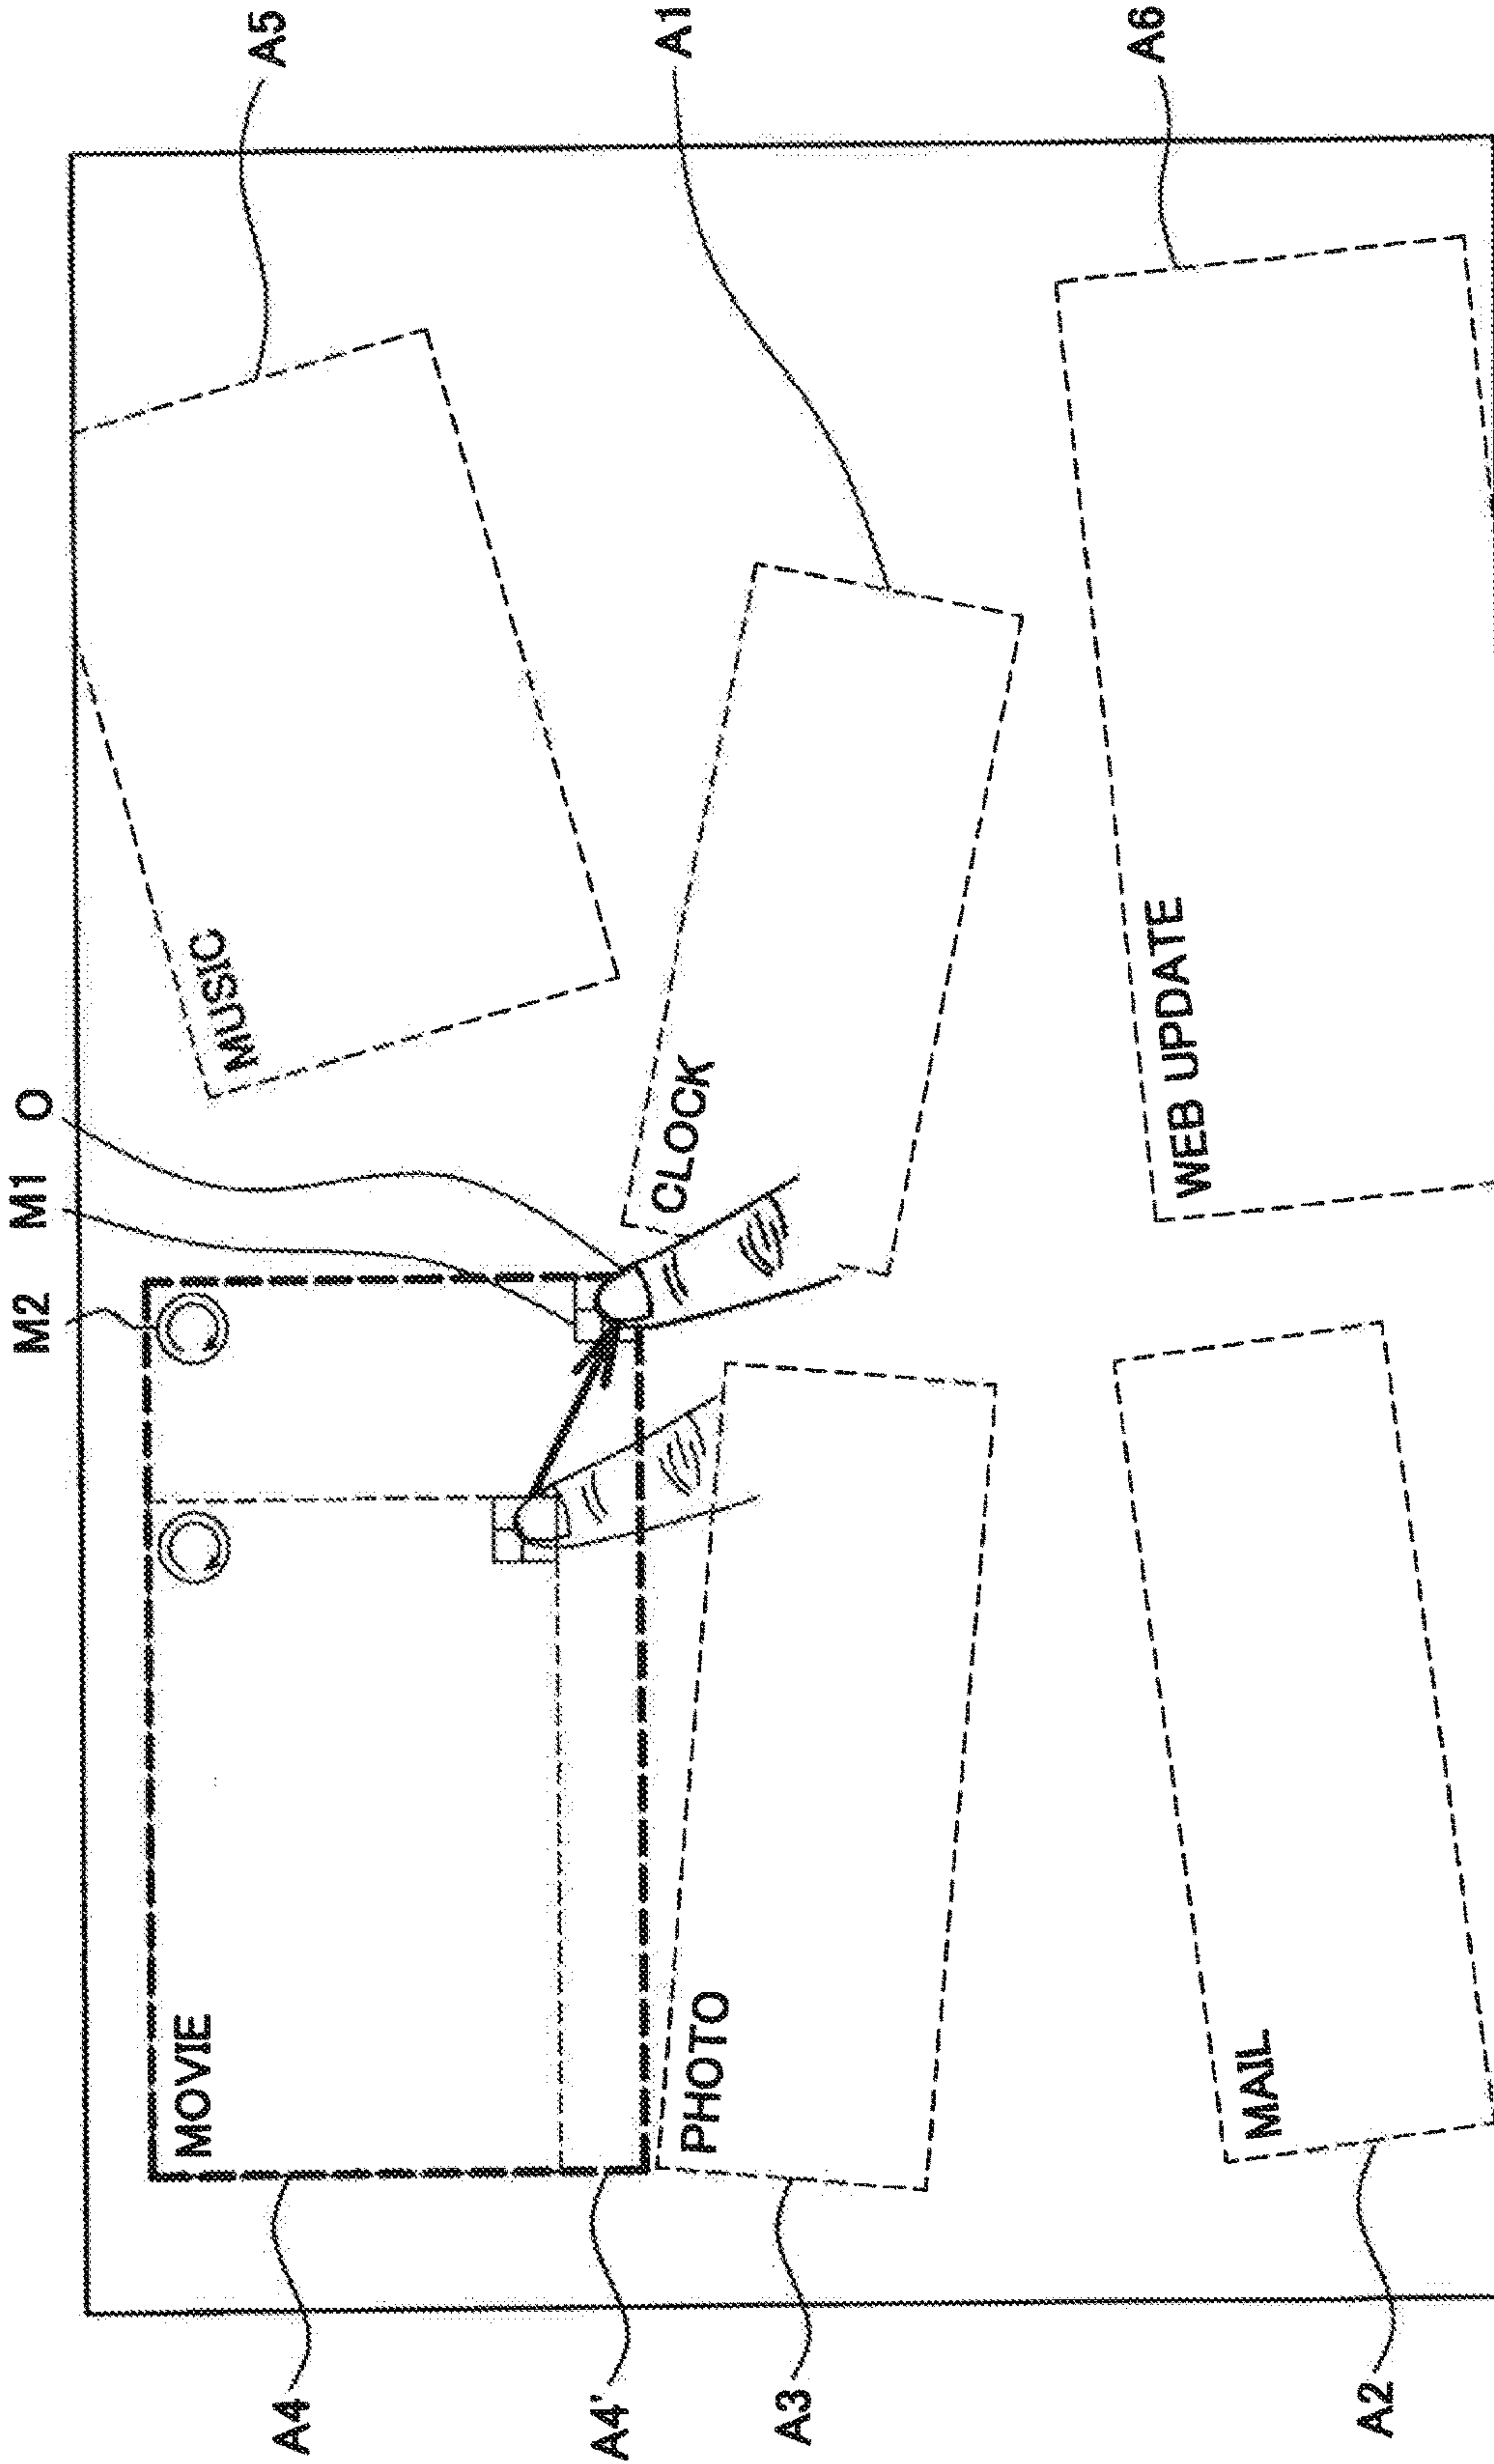 M2
M1
O
A4
MOVIE
MUSIC
A5
A4'
A3
PHOTO
CLOCK
A1
A2
MAIL
WEB UPDATE
A6